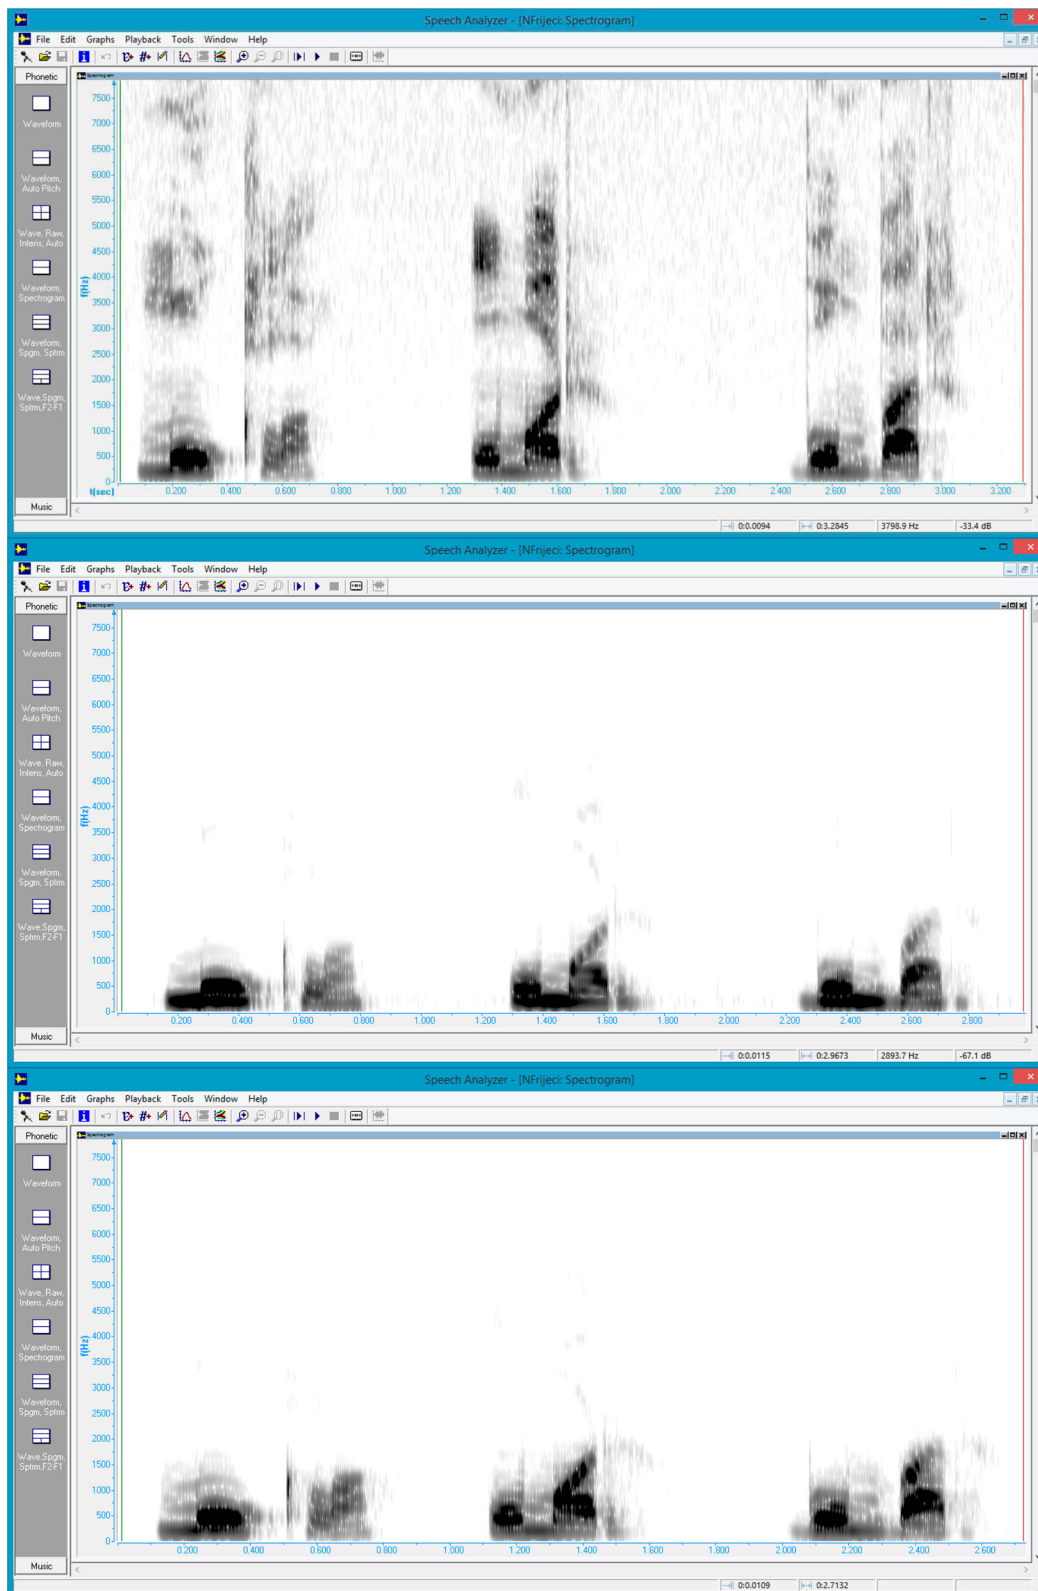 Speech Analyzer - [NFrijeci: Spectrogram]
File Edit Graphs Playback Tools Window Help
Phonetic
Spectrogram
Waveform
Waveform,
Auto Pitch
Wave, Raw,
Intens, Auto
Waveform,
Spectrogram
Waveform,
Spgm, Sptrm
Wave,Spgm,
Sptrm,F2-F1
Music
f(Hz)
7500
7000
6500
6000
5500
5000
4500
4000
3500
3000
2500
2000
1500
1000
500
0
t(sec) 0.200 0.400 0.600 0.800 1.000 1.200 1.400 1.600 1.800 2.000 2.200 2.400 2.600 2.800 3.000 3.200
0:0.0094 0:3.2845 3798.9 Hz -33.4 dB
Speech Analyzer - [NFrijeci: Spectrogram]
File Edit Graphs Playback Tools Window Help
Phonetic
Spectrogram
Waveform
Waveform,
Auto Pitch
Wave, Raw,
Intens, Auto
Waveform,
Spectrogram
Waveform,
Spgm, Sptrm
Wave,Spgm,
Sptrm,F2-F1
Music
f(Hz)
7500
7000
6500
6000
5500
5000
4500
4000
3500
3000
2500
2000
1500
1000
500
0
0.200 0.400 0.600 0.800 1.000 1.200 1.400 1.600 1.800 2.000 2.200 2.400 2.600 2.800
0:0.0115 0:2.9673 2893.7 Hz -67.1 dB
Speech Analyzer - [NFrijeci: Spectrogram]
File Edit Graphs Playback Tools Window Help
Phonetic
Spectrogram
Waveform
Waveform,
Auto Pitch
Wave, Raw,
Intens, Auto
Waveform,
Spectrogram
Waveform,
Spgm, Sptrm
Wave,Spgm,
Sptrm,F2-F1
Music
f(Hz)
7500
7000
6500
6000
5500
5000
4500
4000
3500
3000
2500
2000
1500
1000
500
0
0.200 0.400 0.600 0.800 1.000 1.200 1.400 1.600 1.800 2.000 2.200 2.400 2.600
0:0.0109 0:2.7132